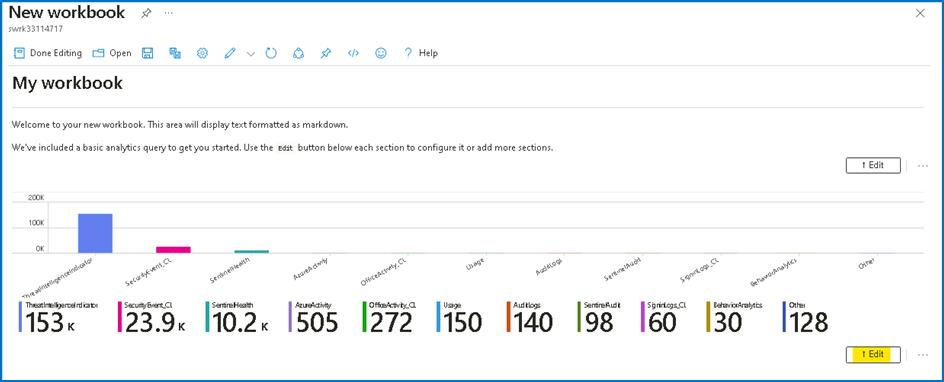 New workbook
swrk33114717
Done Editing Open Help
My workbook
Welcome to your new workbook. This area will display text formatted as markdown.
We've included a basic analytics query to get you started. Use the Edit button below each section to configure it or add more sections.
↑ Edit
200K
100K
0K
ThreatIntelligenceIndicator SecurityEvent_CL SentinelHealth AzureActivity OfficeActivity_CL Usage AuditLogs SentinelAudit SigninLogs_CL BehaviorAnalytics Other
ThreatIntelligenceIndicator SecurityEvent_CL SentinelHealth AzureActivity OfficeActivity_CL Usage AuditLogs SentinelAudit SigninLogs_CL BehaviorAnalytics Other
153 K 23.9 K 10.2 K 505 272 150 140 98 60 30 128
↑ Edit